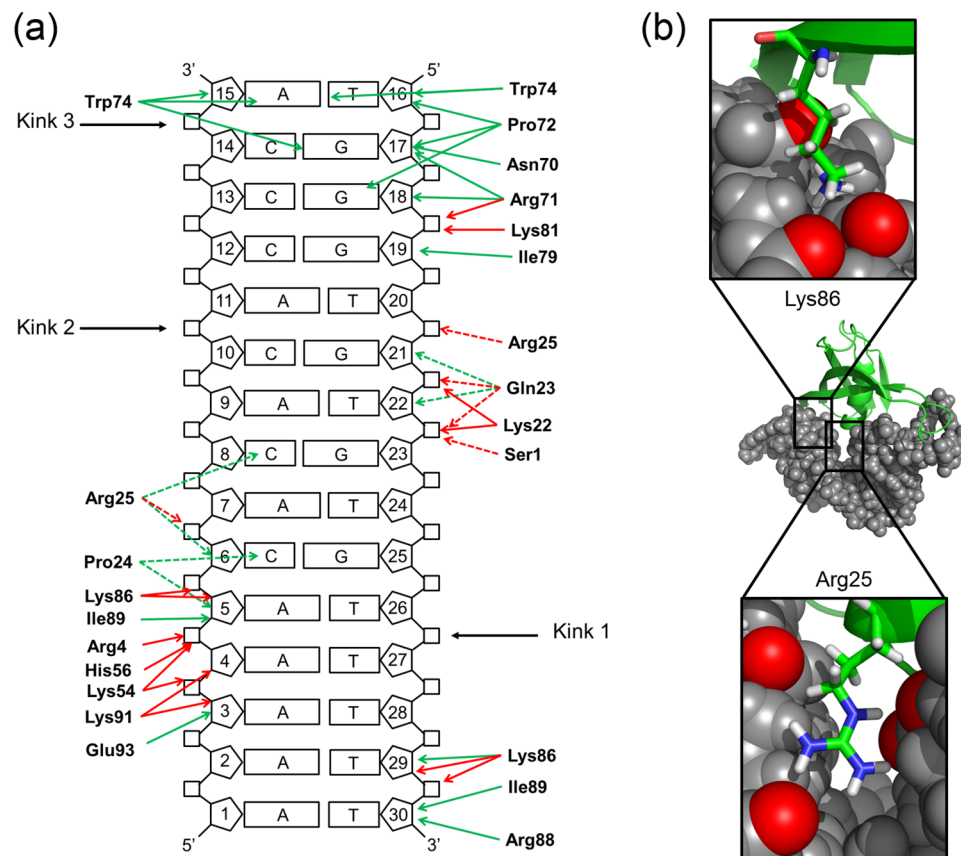 (a)
(b)
3’ 5’
15 A T 16
Trp74
Trp74
Kink 3
Pro72
14 C G 17
Asn70
13 C G 18
Arg71
Lys81
12 C G 19
Ile79
11 A T 20
Kink 2
Arg25
10 C G 21
Gln23
9 A T 22
Lys22
8 C G 23
Ser1
Arg25
7 A T 24
6 C G 25
Pro24
Lys86
5 A T 26
Ile89
Kink 1
Arg4
His56
4 A T 27
Lys54
Lys91
3 A T 28
Glu93
2 A T 29
Lys86
Ile89
1 A T 30
Arg88
5’ 3’
Lys86
Arg25